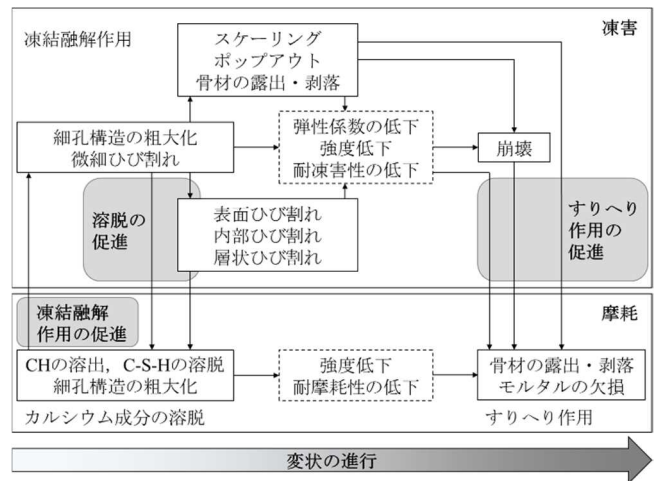 凍結融解作用
凍害
スケーリング
ポップアウト
骨材の露出・剥落
細孔構造の粗大化
微細ひび割れ
弾性係数の低下
強度低下
耐凍害性の低下
崩壊
溶脱の
促進
表面ひび割れ
内部ひび割れ
層状ひび割れ
すりへり
作用の
促進
凍結融解
作用の促進
摩耗
CHの溶出，C-S-Hの溶脱
細孔構造の粗大化
強度低下
耐摩耗性の低下
骨材の露出・剥落
モルタルの欠損
カルシウム成分の溶脱
すりへり作用
変状の進行